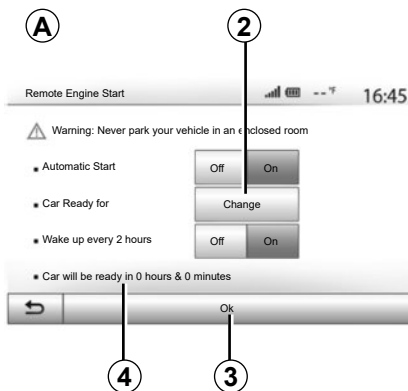 A
2
Remote Engine Start --°F 16:45
Warning: Never park your vehicle in an enclosed room
Automatic Start Off On
Car Ready for Change
Wake up every 2 hours Off On
Car will be ready in 0 hours & 0 minutes
Ok
4 3